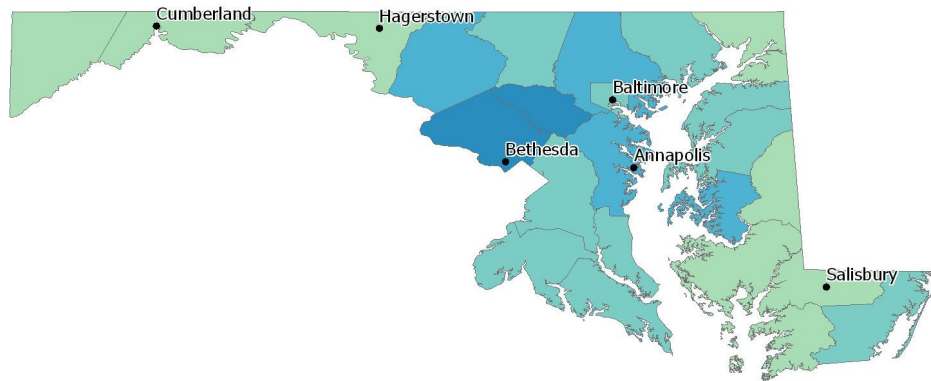 Cumberland
Hagerstown
Baltimore
Bethesda
Annapolis
Salisbury